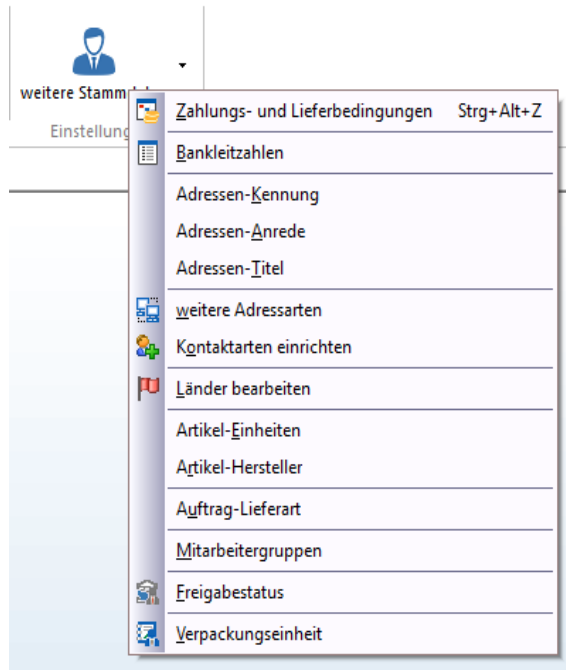 weitere Stammd
Einstellung
Zahlungs- und Lieferbedingungen Strg+Alt+Z
Bankleitzahlen
Adressen-Kennung
Adressen-Anrede
Adressen-Titel
weitere Adressarten
Kontaktarten einrichten
Länder bearbeiten
Artikel-Einheiten
Artikel-Hersteller
Auftrag-Lieferart
Mitarbeitergruppen
Freigabestatus
Verpackungseinheit